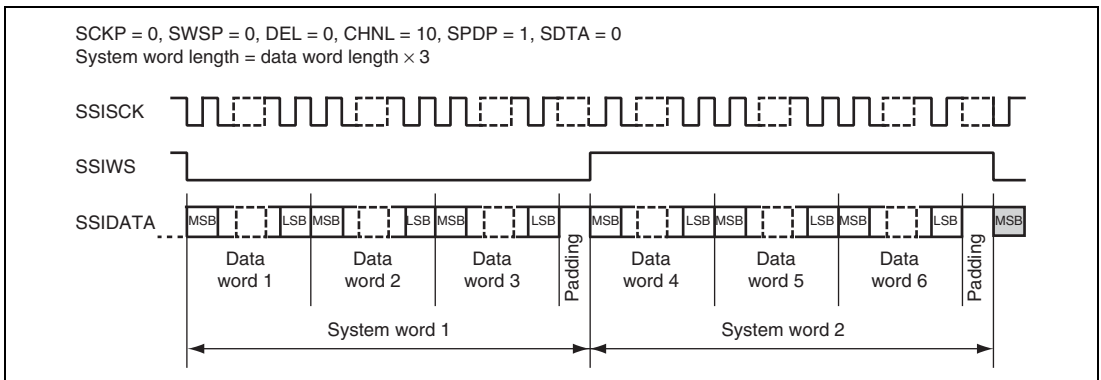 SCKP = 0, SWSP = 0, DEL = 0, CHNL = 10, SPDP = 1, SDTA = 0
System word length = data word length × 3
SSISCK
SSIWS
SSIDATA
MSB LSB MSB LSB MSB LSB MSB LSB MSB LSB MSB LSB MSB
Data word 1
Data word 2
Data word 3
Padding
Data word 4
Data word 5
Data word 6
Padding
System word 1
System word 2